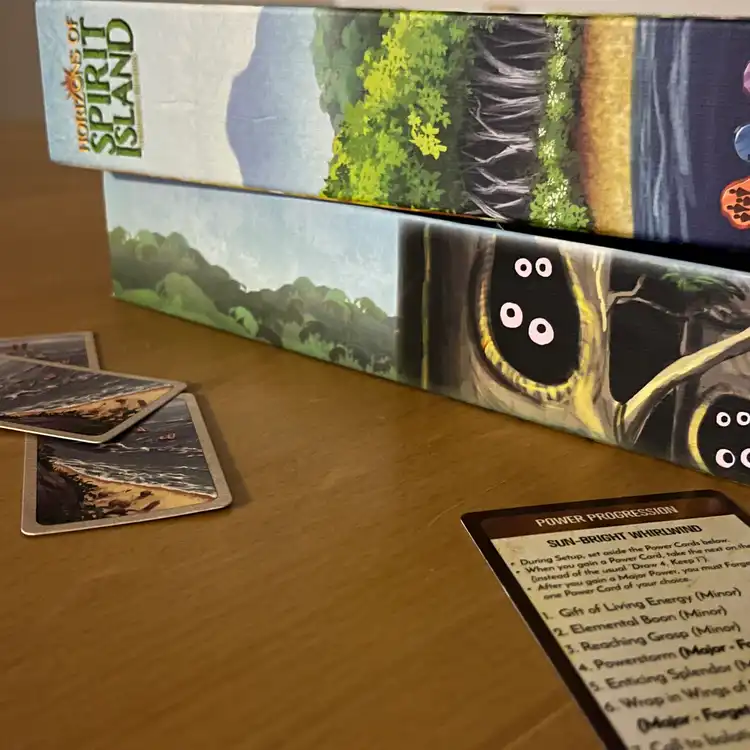 HORIZONS OF
SPIRIT
ISLAND
POWER PROGRESSION
SUN-BRIGHT WHIRLWIND
• During Setup, set aside the Power Cards below.
• When you gain a Power Card, take the next on the
(instead of the usual "Draw 4, Keep 1").
• After you gain a Major Power, you must Forget
one Power Card of your choice.
1. Gift of Living Energy (Minor)
2. Elemental Boon (Minor)
3. Reaching Grasp (Minor)
4. Powerstorm (Major - Fo
5. Enticing Splendor (M
6. Wrap in Wings of
(Major - Forget
Call to Isolat